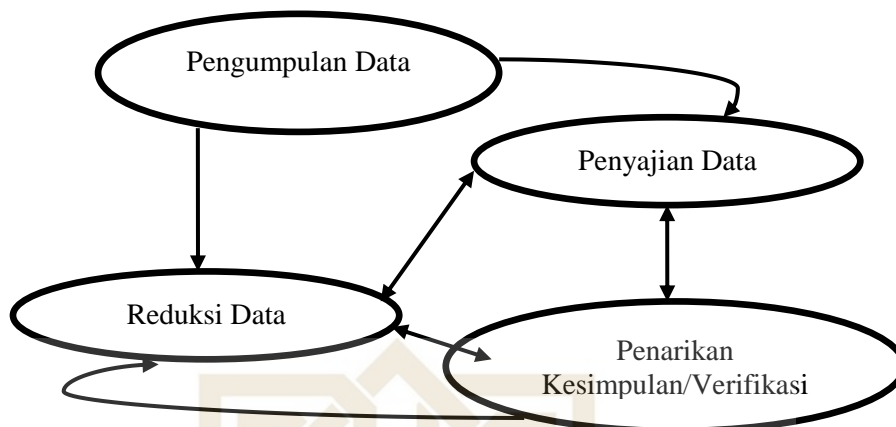 Pengumpulan Data
Penyajian Data
Reduksi Data
Penarikan
Kesimpulan/Verifikasi